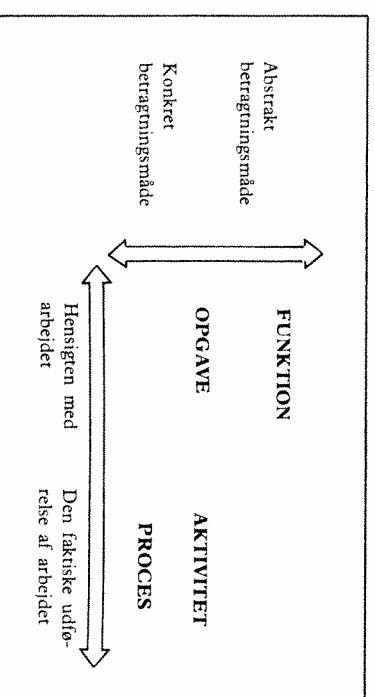 Abstrakt
betragtningsmåde
Konkret
betragtningsmåde
FUNKTION
OPGAVE
AKTIVITET
PROCES
Hensigten med
arbejdet
Den faktiske udfø-
relse af arbejdet